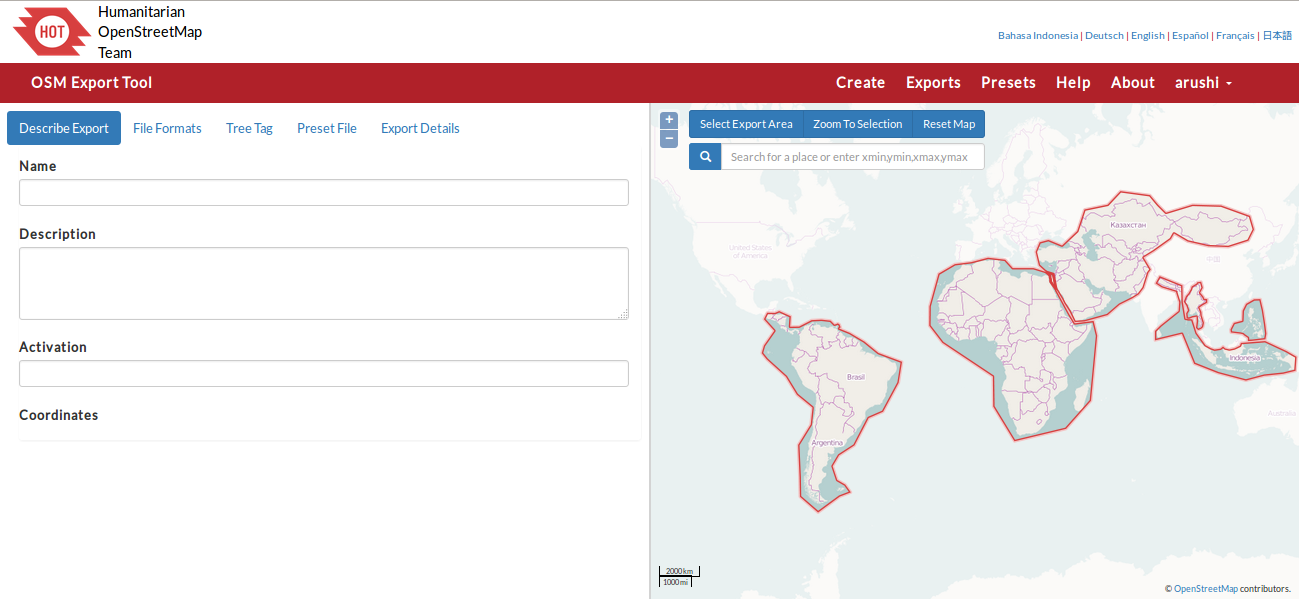 HOT
Humanitarian
OpenStreetMap
Team
Bahasa Indonesia | Deutsch | English | Español | Français | 日本語
OSM Export Tool
Create Exports Presets Help About arushi
Describe Export File Formats Tree Tag Preset File Export Details
Name
Description
Activation
Coordinates
+
−
Select Export Area Zoom To Selection Reset Map
Search for a place or enter xmin,ymin,xmax,ymax
United States
of America
Казахстан
中国
Indonesia
Brasil
Australia
Argentina
2000 km
1000 mi
© OpenStreetMap contributors.